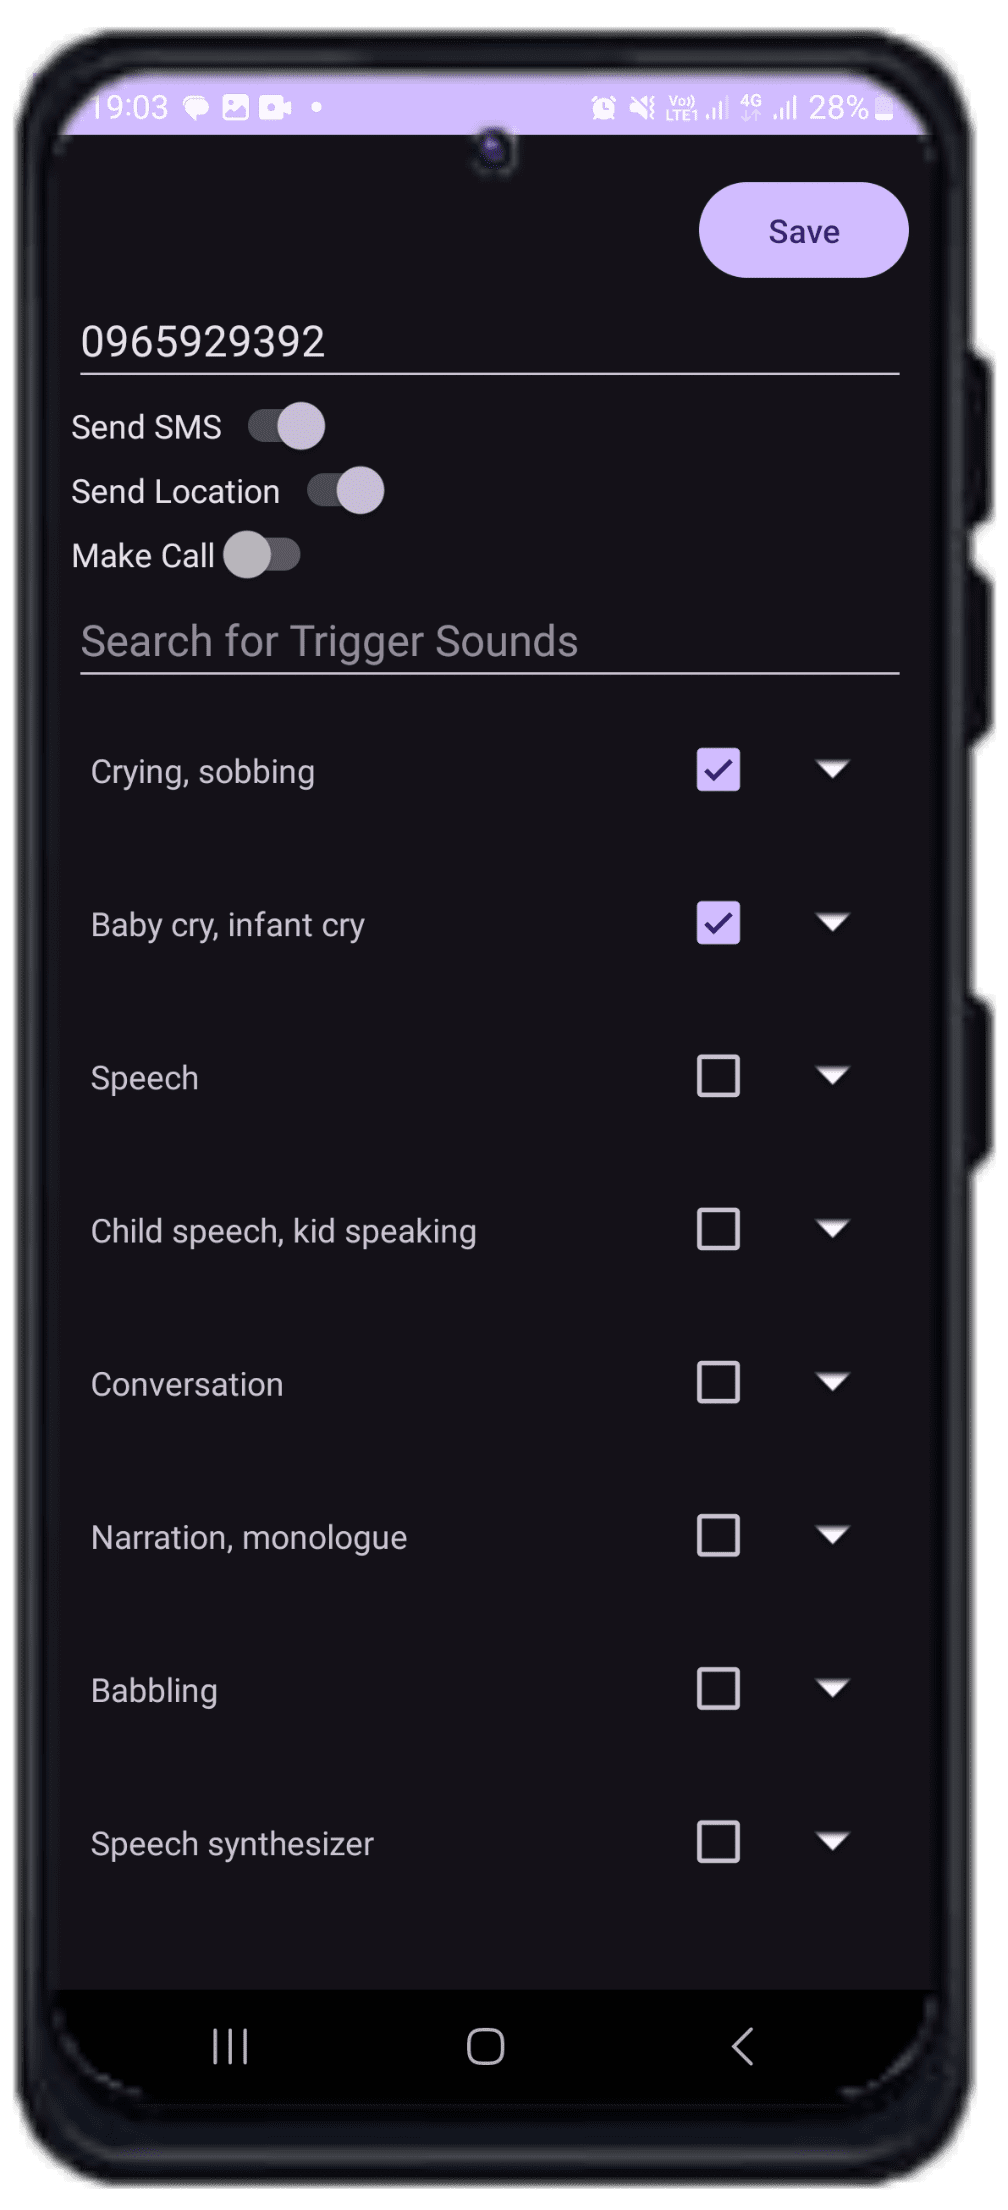 19:03 Vo)) LTE1 4G 28%
Save
0965929392
Send SMS
Send Location
Make Call
Search for Trigger Sounds
Crying, sobbing
Baby cry, infant cry
Speech
Child speech, kid speaking
Conversation
Narration, monologue
Babbling
Speech synthesizer